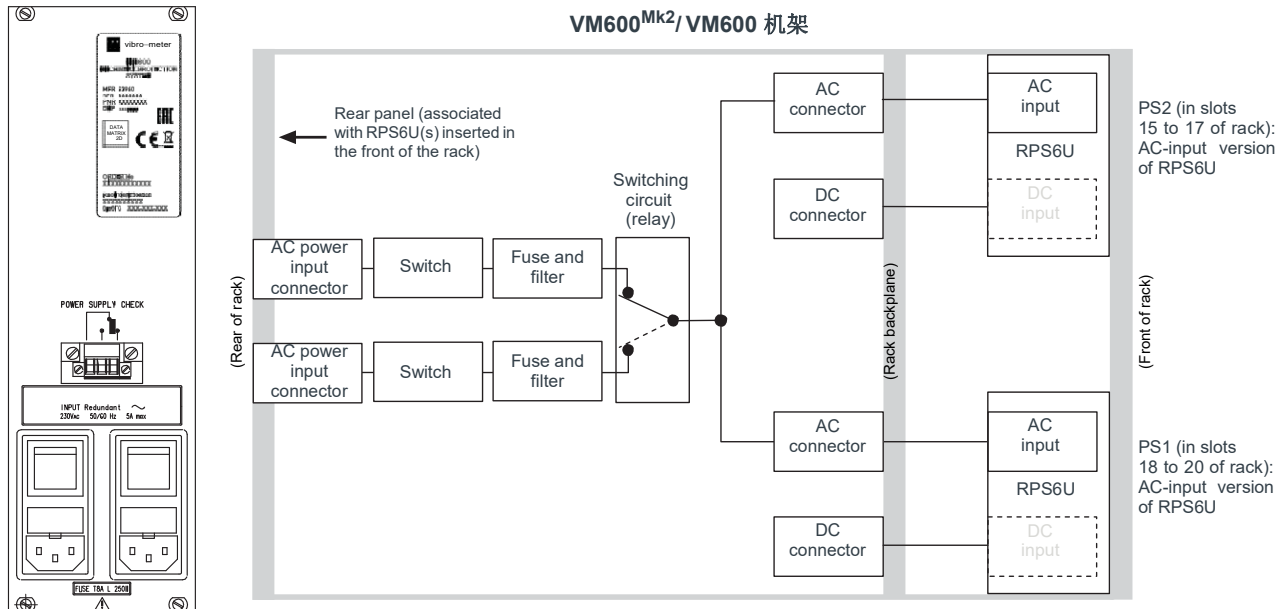 VM600Mk2/ VM600 机架
vibro-meter
DATA
MATRIX
2D
CE
EAC
POWER SUPPLY CHECK
INPUT Redundant
230VAC 50/60 Hz 5A max
FUSE T8A L 250V
Rear panel (associated
with RPS6U(s) inserted in
the front of the rack)
(Rear of rack)
AC power
input
connector
Switch
Fuse and
filter
AC power
input
connector
Switch
Fuse and
filter
Switching
circuit
(relay)
AC
connector
DC
connector
AC
connector
DC
connector
(Rack backplane)
AC
input
RPS6U
DC
input
AC
input
RPS6U
DC
input
(Front of rack)
PS2 (in slots
15 to 17 of rack):
AC-input version
of RPS6U
PS1 (in slots
18 to 20 of rack):
AC-input version
of RPS6U